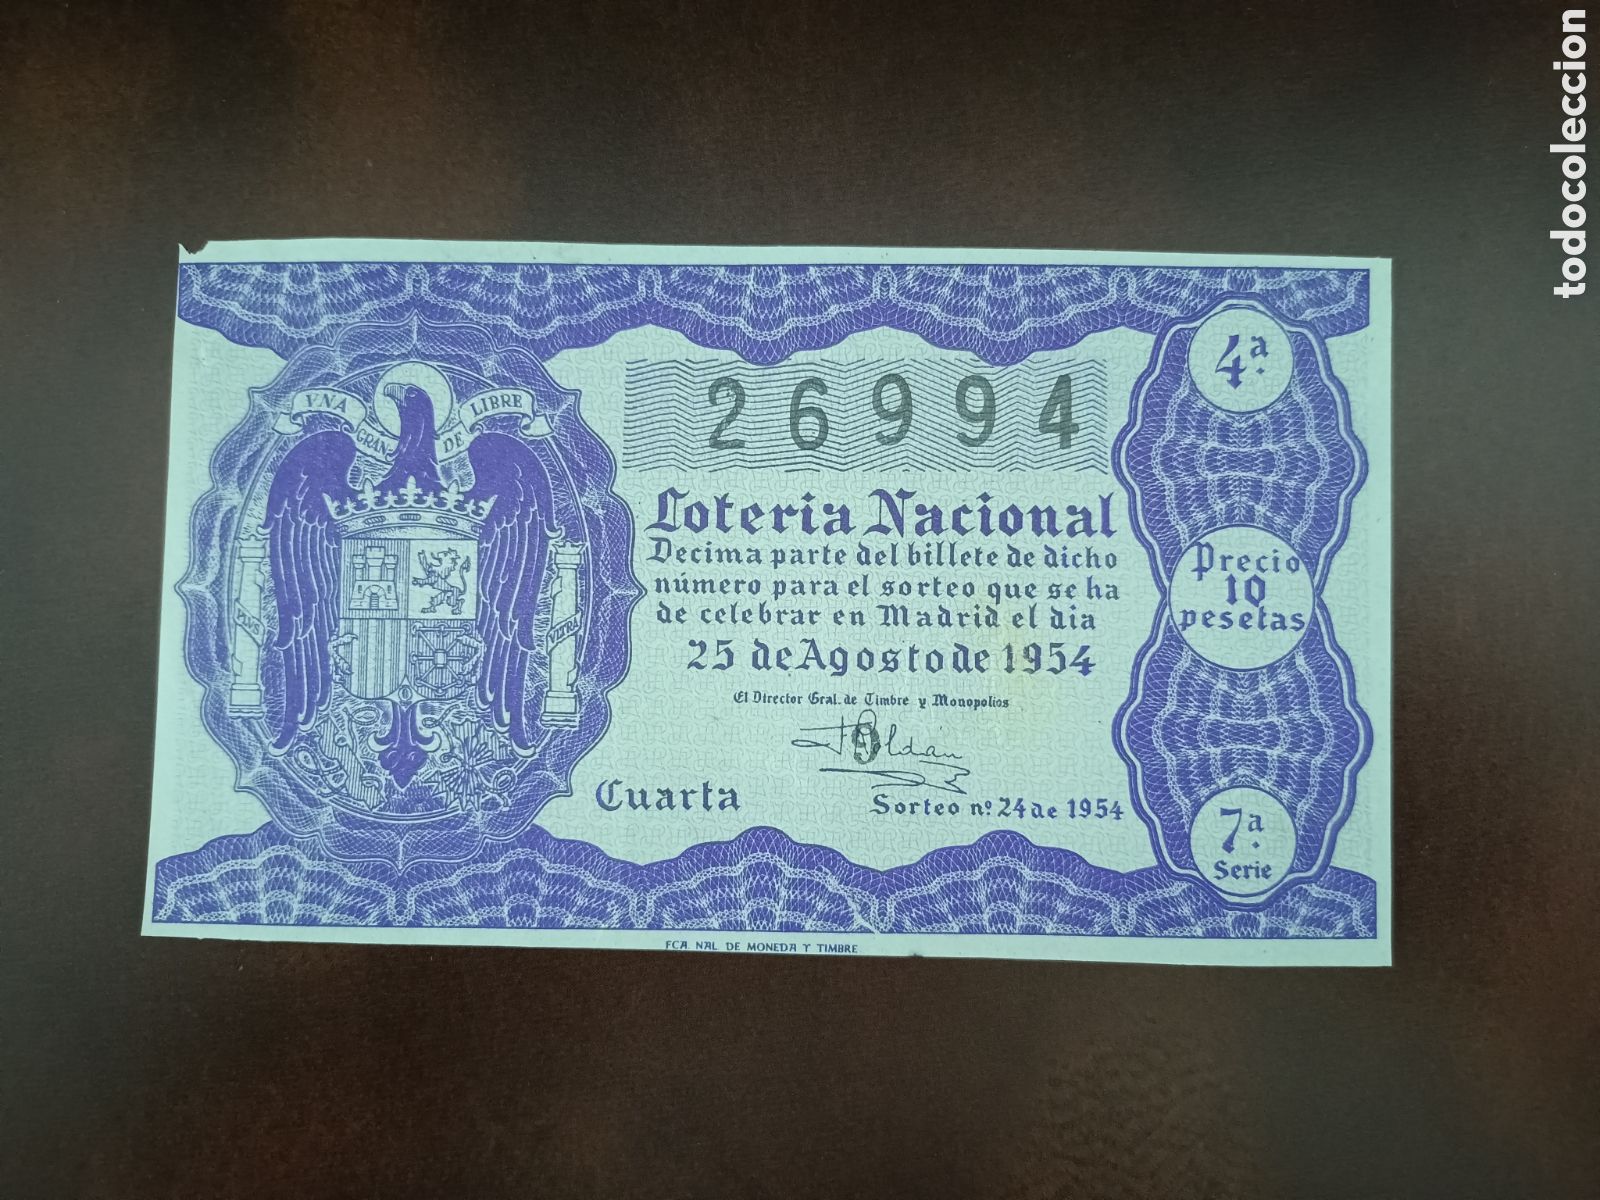 todocoleccion
VNA GRAN DE LIBRE
PLVS VLTRA
26994
4ª
Lotería Nacional
Decima parte del billete de dicho
número para el sorteo que se ha
de celebrar en Madrid el dia
25 de Agosto de 1954
Precio
10
pesetas
El Director Gral. de Timbre y Monopolios
9
Cuarta
Sorteo nº. 24 de 1954
7ª
Serie
FCA. NAL. DE MONEDA Y TIMBRE